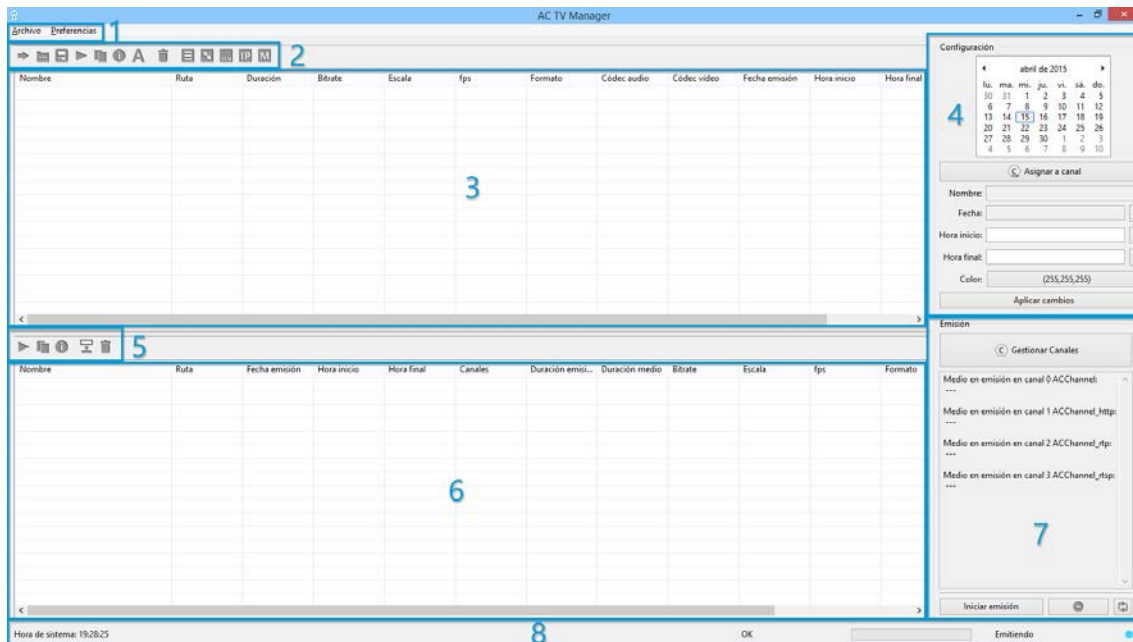 AC TV Manager
Archivo Preferencias 1
A IP M 2
Nombre Ruta Duración Bitrate Escala fps Formato Códec audio Códec vídeo Fecha emisión Hora inicio Hora final
3
Configuración
abril de 2015
lu. ma. mi. ju. vi. sá. do.
30 31 1 2 3 4 5
6 7 8 9 10 11 12
13 14 15 16 17 18 19
20 21 22 23 24 25 26
27 28 29 30 1 2 3
4 5 6 7 8 9 10
4
C Asignar a canal
Nombre:
Fecha:
Hora inicio:
Hora final:
Color: (255,255,255)
Aplicar cambios
5
Nombre Ruta Fecha emisión Hora inicio Hora final Canales Duración emisi... Duración medio Bitrate Escala fps Formato
6
Emisión
C Gestionar Canales
Medio en emisión en canal 0 ACChannel:
---
Medio en emisión en canal 1 ACChannel_http:
---
Medio en emisión en canal 2 ACChannel_rtp:
---
Medio en emisión en canal 3 ACChannel_rtsp:
---
7
Iniciar emisión
Hora de sistema: 19:28:25 8 OK Emitiendo